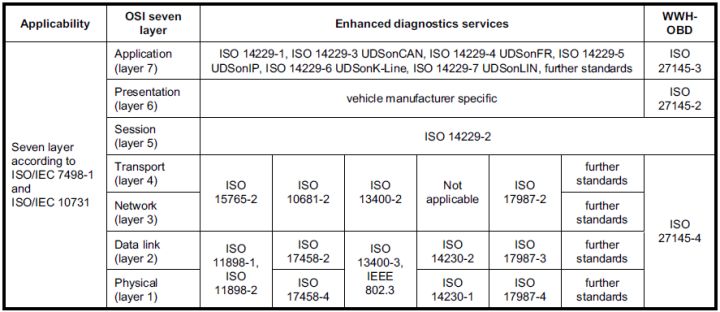 Applicability
OSI seven
layer
Enhanced diagnostics services
WWH-
OBD
Seven layer
according to
ISO/IEC 7498-1
and
ISO/IEC 10731
Application
(layer 7)
ISO 14229-1, ISO 14229-3 UDSonCAN, ISO 14229-4 UDSonFR, ISO 14229-5
UDSonIP, ISO 14229-6 UDSonK-Line, ISO 14229-7 UDSonLIN, further standards
ISO
27145-3
Presentation
(layer 6)
vehicle manufacturer specific
ISO
27145-2
Session
(layer 5)
ISO 14229-2
Transport
(layer 4)
ISO
15765-2
ISO
10681-2
ISO
13400-2
Not
applicable
ISO
17987-2
further
standards
ISO
27145-4
Network
(layer 3)
further
standards
Data link
(layer 2)
ISO
11898-1,
ISO
11898-2
ISO
17458-2
ISO
13400-3,
IEEE
802.3
ISO
14230-2
ISO
17987-3
further
standards
Physical
(layer 1)
ISO
17458-4
ISO
14230-1
ISO
17987-4
further
standards